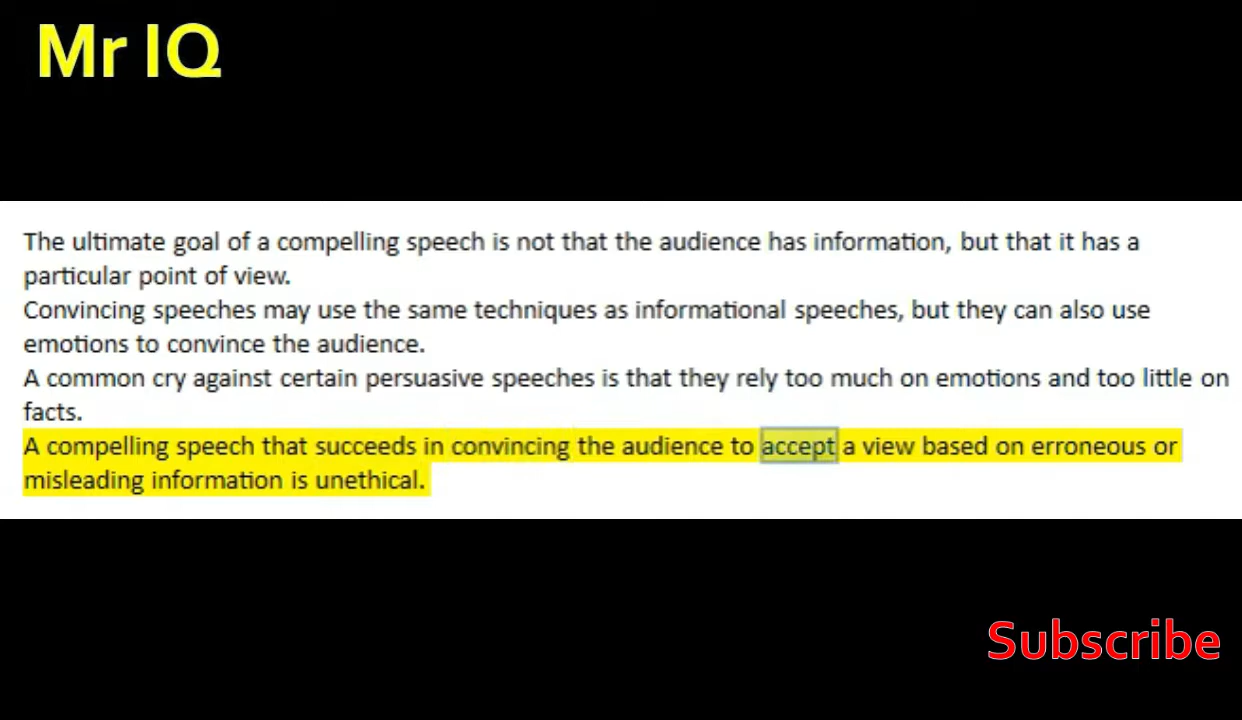 Mr IQ
The ultimate goal of a compelling speech is not that the audience has information, but that it has a
particular point of view.
Convincing speeches may use the same techniques as informational speeches, but they can also use
emotions to convince the audience.
A common cry against certain persuasive speeches is that they rely too much on emotions and too little on
facts.
A compelling speech that succeeds in convincing the audience to accept a view based on erroneous or
misleading information is unethical.
Subscribe